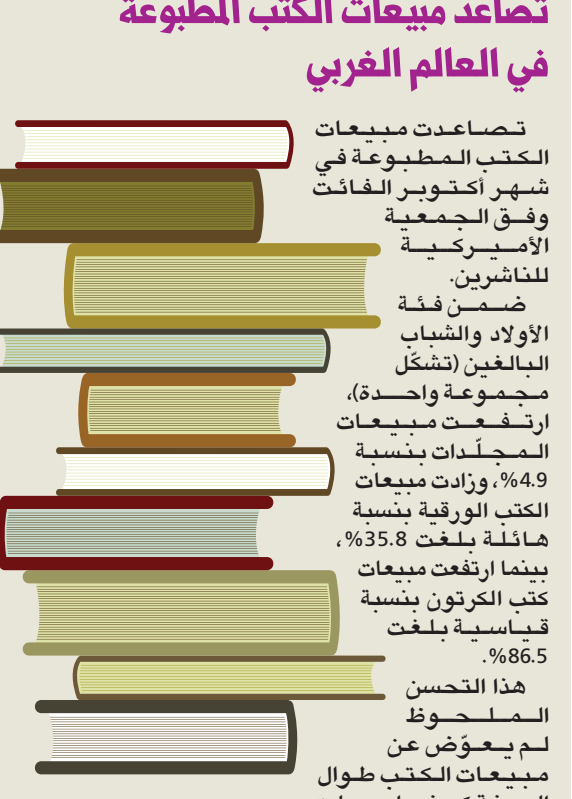 تصاعد مبيعات الكتب المطبوعة
في العالم الغربي
تصاعدت مبيعات
الكتب المطبوعة في
شهر أكتوبر الفائت
وفق الجمعية
الأميركية
للناشرين.
ضمن فئة
الأولاد والشباب
البالغين (تشكّل
مجموعة واحدة)،
ارتفعت مبيعات
المجلّدات بنسبة
4.9%، وزادت مبيعات
الكتب الورقية بنسبة
هائلة بلغت 35.8%،
بينما ارتفعت مبيعات
كتب الكرتون بنسبة
قياسية بلغت
86.5%.
هذا التحسن
الملحوظ
لم يعوّض عن
مبيعات الكتب طوال